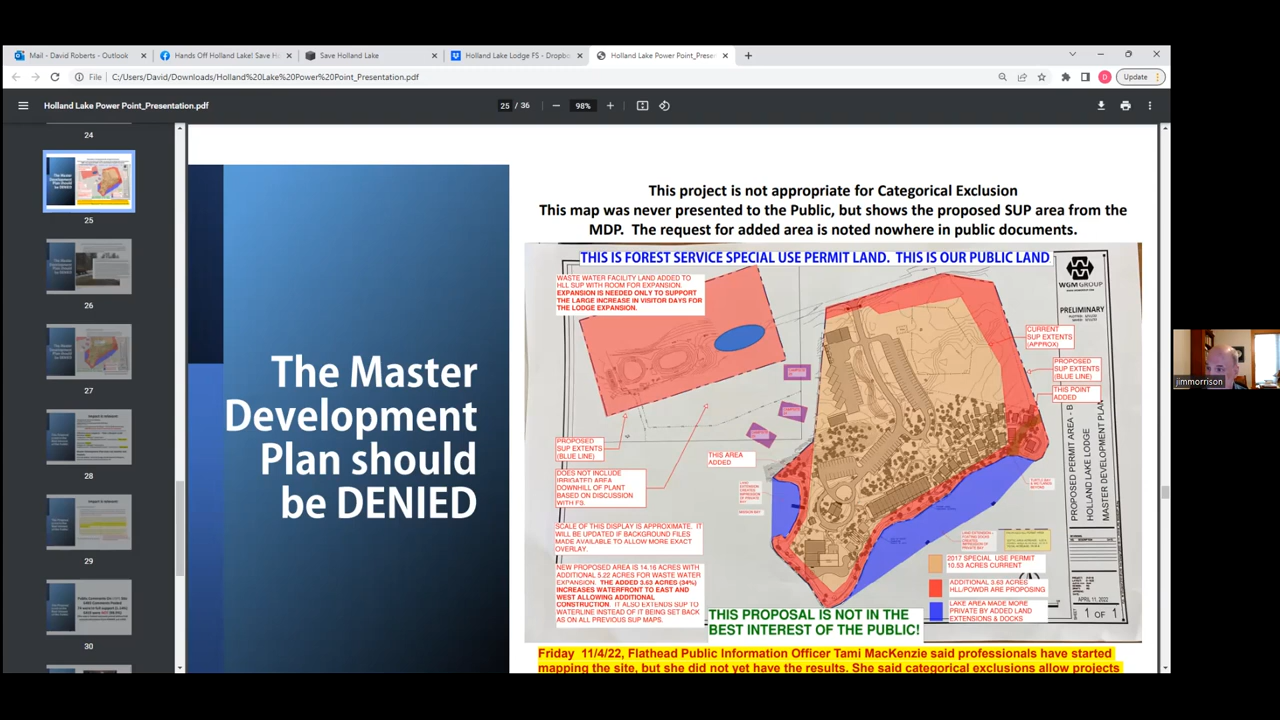 Mail - David Roberts - Outlook
Hands Off Holland Lake! Save H
Save Holland Lake
Holland Lake Lodge FS - Dropbo
Holland Lake Power Point_Prese
File
C:/Users/David/Downloads/Holland%20Lake%20Power%20Point_Presentation.pdf
Update
Holland Lake Power Point_Presentation.pdf
25 / 36
98%
24
25
26
27
28
29
30
The Master
Development
Plan should
be DENIED
This project is not appropriate for Categorical Exclusion
This map was never presented to the Public, but shows the proposed SUP area from the
MDP. The request for added area is noted nowhere in public documents.
THIS IS FOREST SERVICE SPECIAL USE PERMIT LAND. THIS IS OUR PUBLIC LAND
WASTE WATER FACILITY LAND ADDED TO
HLL SUP WITH ROOM FOR EXPANSION.
EXPANSION IS NEEDED ONLY TO SUPPORT
THE LARGE INCREASE IN VISITOR DAYS FOR
THE LODGE EXPANSION.
WGM GROUP
PRELIMINARY
CURRENT
SUP EXTENTS
(APPROX)
PROPOSED
SUP EXTENTS
(BLUE LINE)
THIS POINT
ADDED
PROPOSED
SUP EXTENTS
(BLUE LINE)
THIS AREA
ADDED
DOES NOT INCLUDE
IRRIGATED AREA
DOWNHILL OF PLANT
BASED ON DISCUSSION
WITH FS.
SCALE OF THIS DISPLAY IS APPROXIMATE. IT
WILL BE UPDATED IF BACKGROUND FILES
MADE AVAILABLE TO ALLOW MORE EXACT
OVERLAY.
NEW PROPOSED AREA IS 14.16 ACRES WITH
ADDITIONAL 5.22 ACRES FOR WASTE WATER
EXPANSION. THE ADDED 3.63 ACRES (34%)
INCREASES WATERFRONT TO EAST AND
WEST ALLOWING ADDITIONAL
CONSTRUCTION. IT ALSO EXTENDS SUP TO
WATERLINE INSTEAD OF IT BEING SET BACK
AS ON ALL PREVIOUS SUP MAPS.
2017 SPECIAL USE PERMIT
10.53 ACRES CURRENT
ADDITIONAL 3.63 ACRES
HLL/POWDR ARE PROPOSING
LAKE AREA MADE MORE
PRIVATE BY ADDED LAND
EXTENSIONS & DOCKS
PROPOSED PERMIT AREA - B
HOLLAND LAKE LODGE
MASTER DEVELOPMENT PLAN
APRIL 11, 2022
SHEET 1 OF 1
THIS PROPOSAL IS NOT IN THE
BEST INTEREST OF THE PUBLIC!
Friday 11/4/22, Flathead Public Information Officer Tami MacKenzie said professionals have started
mapping the site, but she did not yet have the results. She said categorical exclusions allow projects
jimmorrison